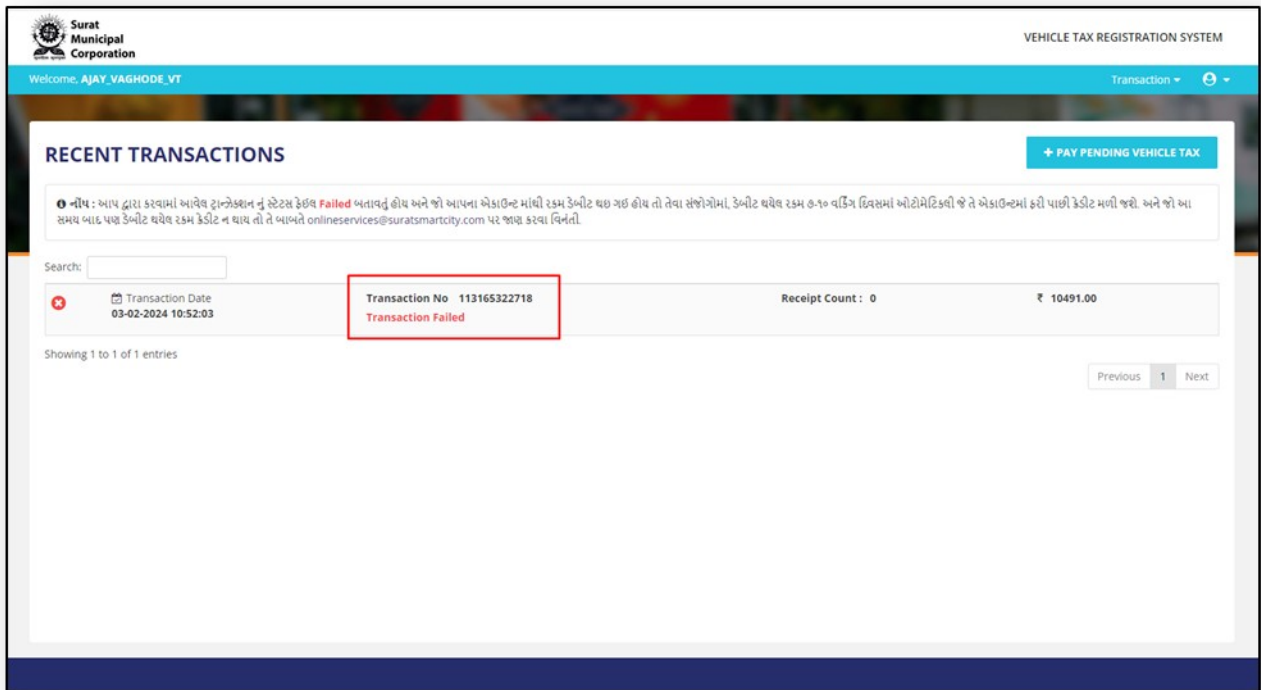 Surat
Municipal
Corporation
VEHICLE TAX REGISTRATION SYSTEM
Welcome, AJAY_VAGHODE_VT
Transaction
RECENT TRANSACTIONS
+ PAY PENDING VEHICLE TAX
નોંધ : આપ દ્વારા કરવામાં આવેલ ટ્રાન્ઝેક્શન નું સ્ટેટસ ફેઇલ Failed બતાવતું હોય અને જો આપના એકાઉન્ટ માંથી રકમ ડેબીટ થઇ ગઇ હોય તો તેવા સંજોગોમાં, ડેબીટ થયેલ રકમ ૭-૧૦ વર્કિંગ દિવસમાં ઓટોમેટિકલી જે તે એકાઉન્ટમાં ફરી પાછી ક્રેડીટ મળી જશે. અને જો આ
સમય બાદ પણ ડેબીટ થયેલ રકમ ક્રેડીટ ન થાય તો તે બાબતે onlineservices@suratsmartcity.com પર જાણ કરવા વિનંતી.
Search:
Transaction Date
03-02-2024 10:52:03
Transaction No 113165322718
Transaction Failed
Receipt Count : 0
₹ 10491.00
Showing 1 to 1 of 1 entries
Previous 1 Next